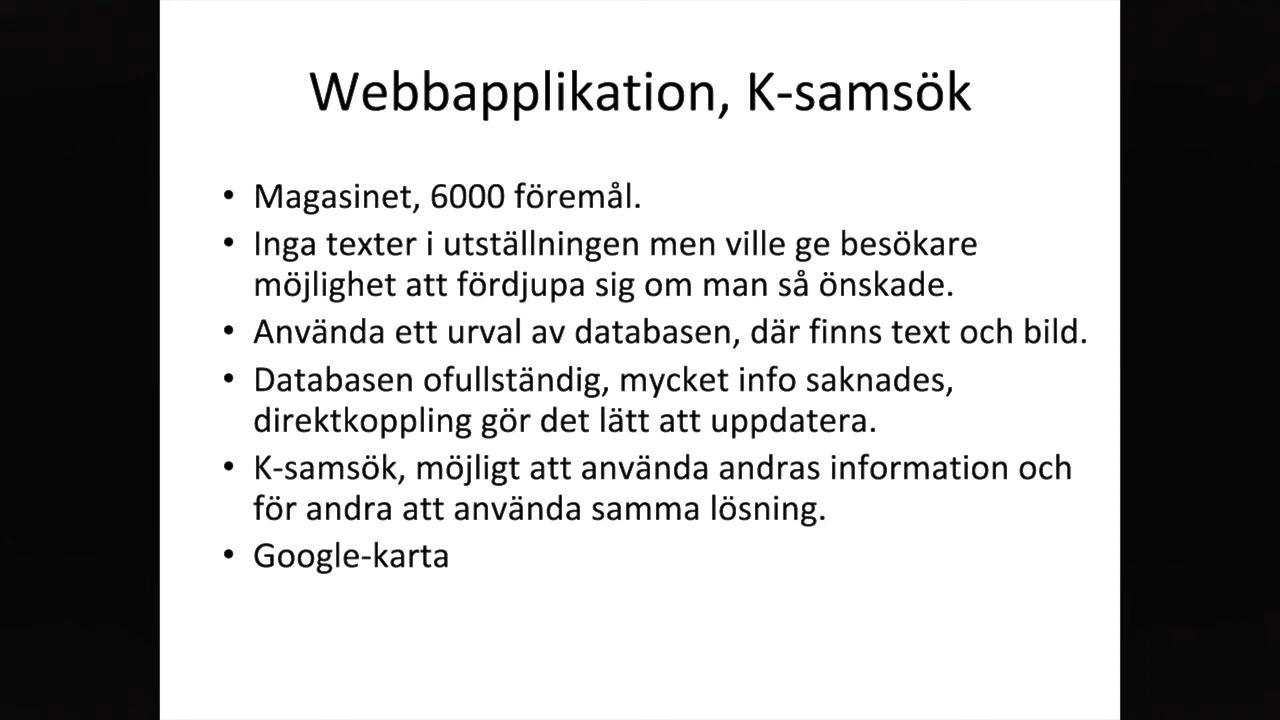 Webbapplikation, K-samsök
• Magasinet, 6000 föremål.
• Inga texter i utställningen men ville ge besökare
möjlighet att fördjupa sig om man så önskade.
• Använda ett urval av databasen, där finns text och bild.
• Databasen ofullständig, mycket info saknades,
direktkoppling gör det lätt att uppdatera.
• K-samsök, möjligt att använda andras information och
för andra att använda samma lösning.
• Google-karta